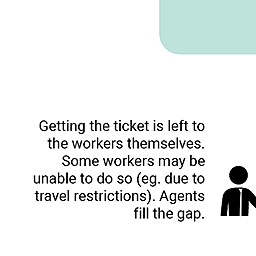 Getting the ticket is left to
the workers themselves.
Some workers may be
unable to do so (eg. due to
travel restrictions). Agents
fill the gap.